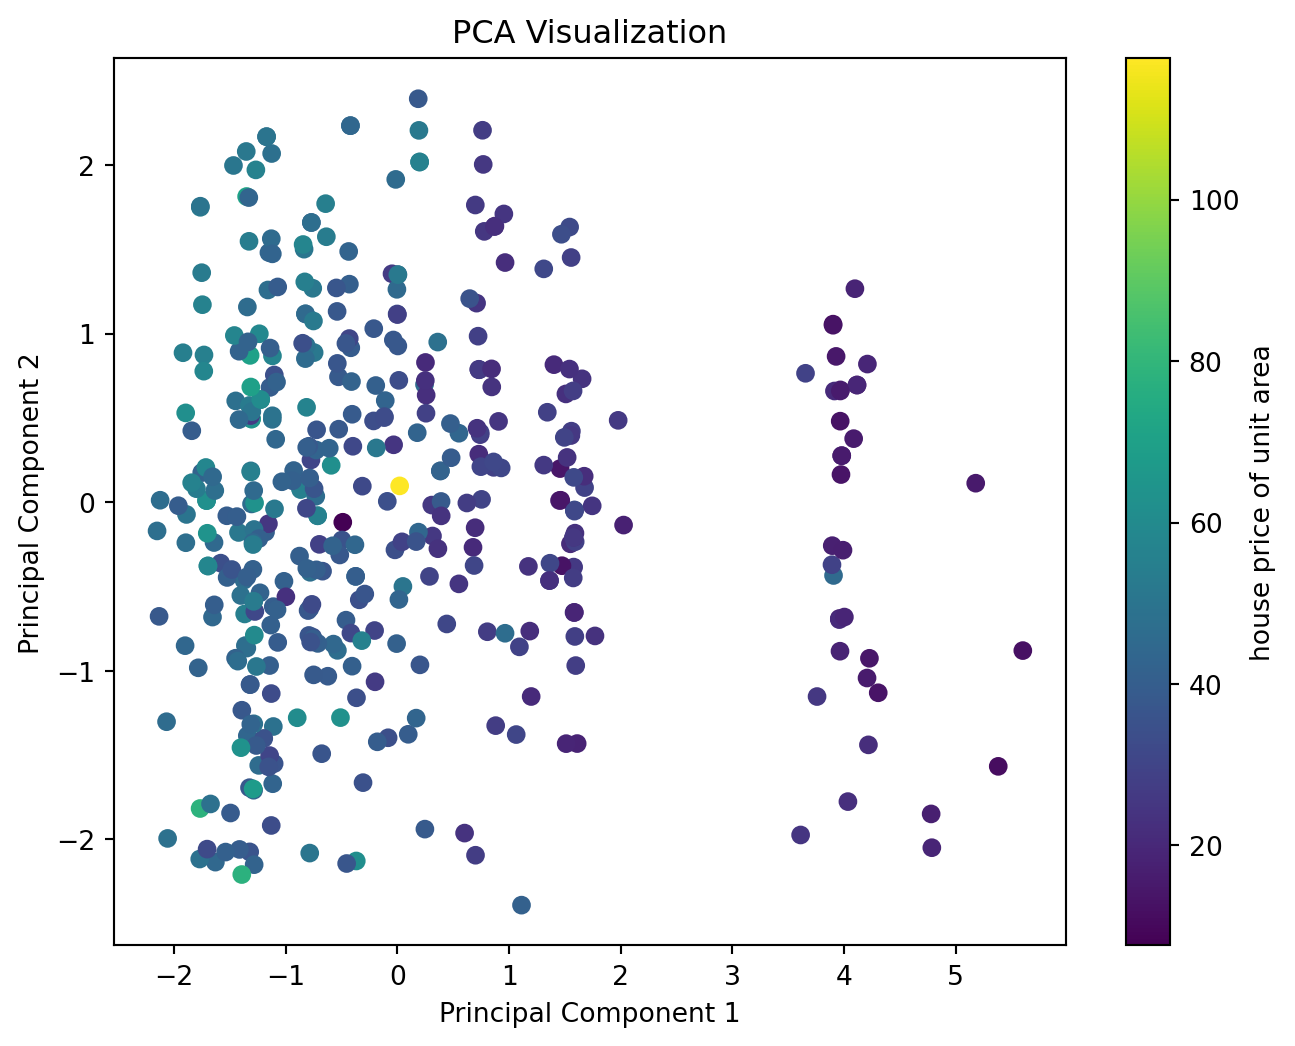 PCA Visualization
2
1
0
−1
−2
Principal Component 2
−2 −1 0 1 2 3 4 5
Principal Component 1
100
80
60
40
20
house price of unit area